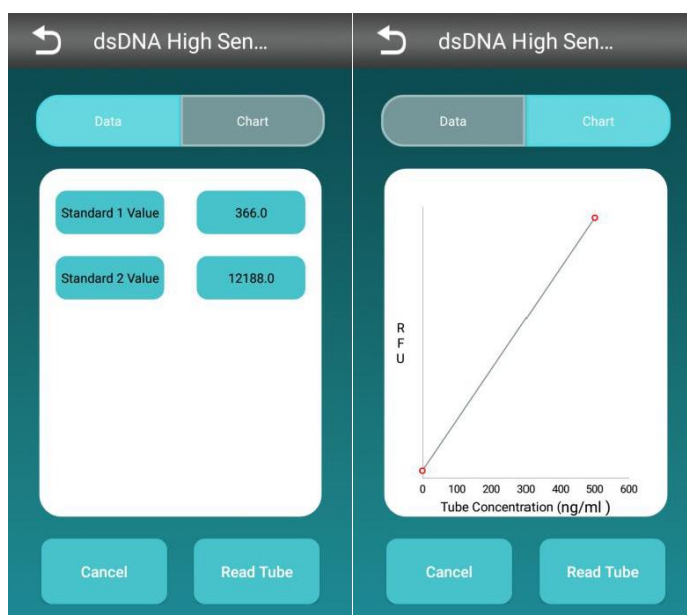 dsDNA High Sen...
Data
Chart
Standard 1 Value
366.0
Standard 2 Value
12188.0
Cancel
Read Tube
dsDNA High Sen...
Data
Chart
R
F
U
0 100 200 300 400 500 600
Tube Concentration (ng/ml )
Cancel
Read Tube